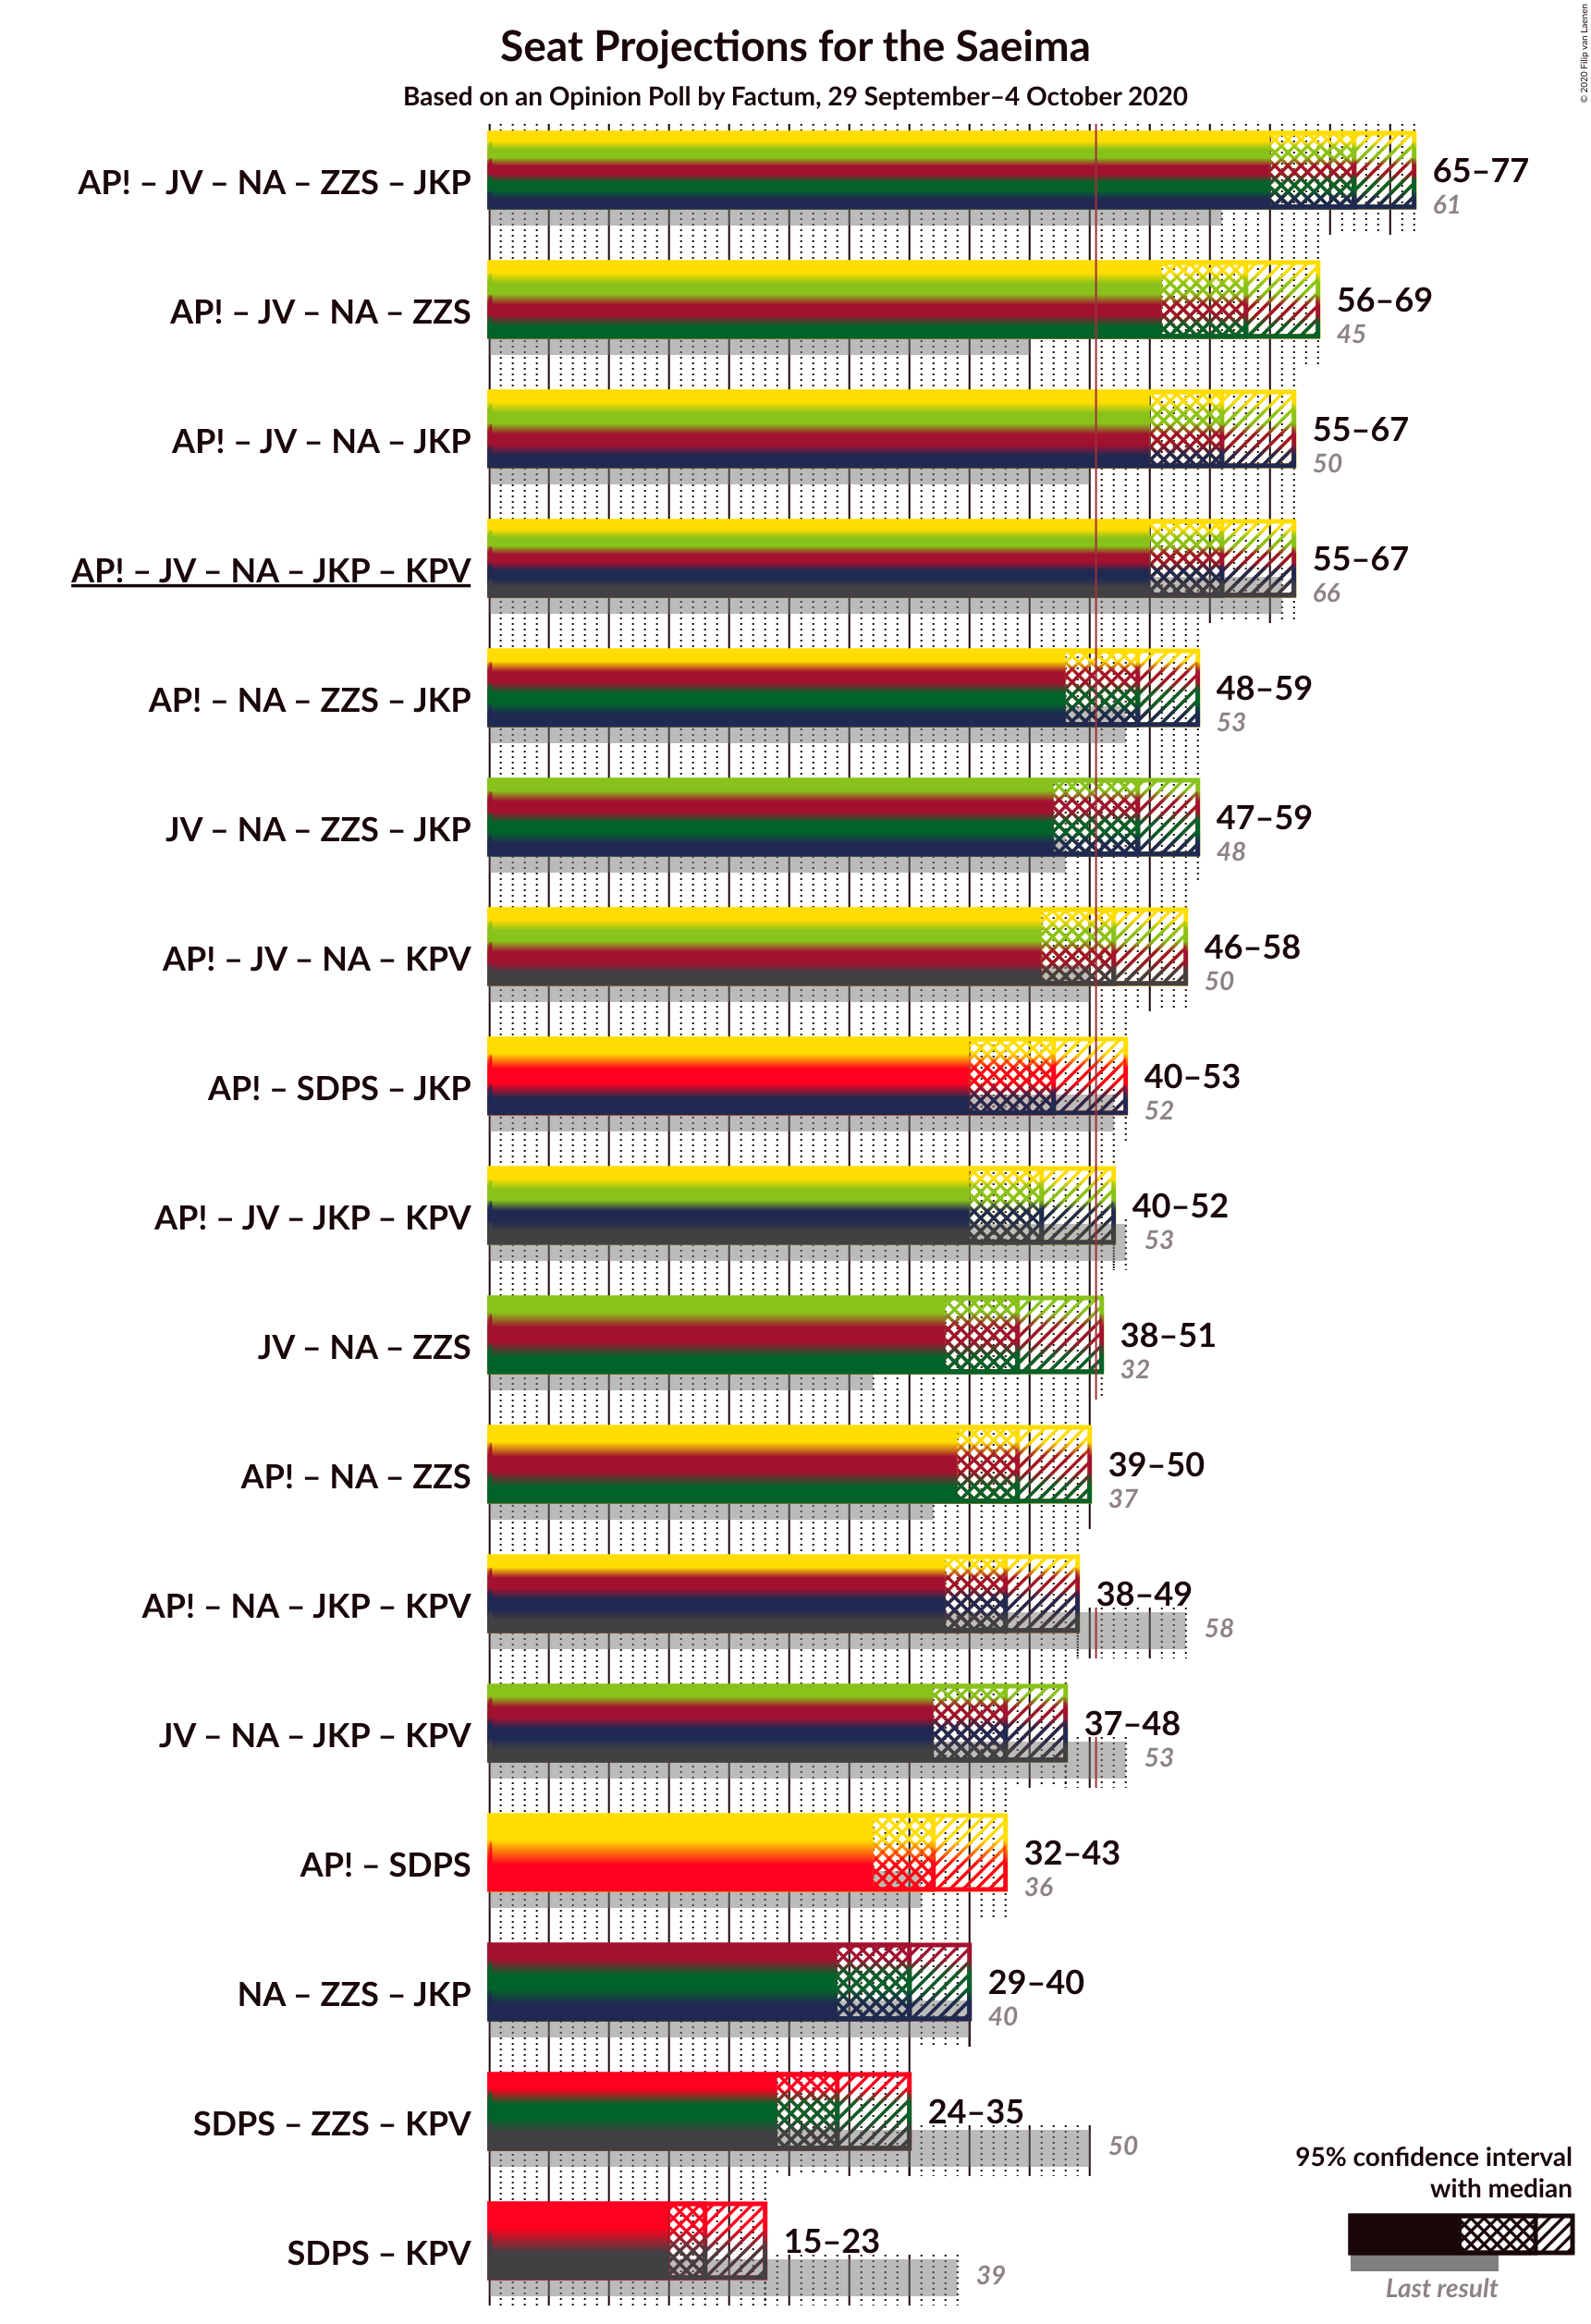 Seat Projections for the Saeima
Based on an Opinion Poll by Factum, 29 September–4 October 2020
© 2020 Filip van Laenen
AP! – JV – NA – ZZS – JKP
65–77
61
AP! – JV – NA – ZZS
56–69
45
AP! – JV – NA – JKP
55–67
50
AP! – JV – NA – JKP – KPV
55–67
66
AP! – NA – ZZS – JKP
48–59
53
JV – NA – ZZS – JKP
47–59
48
AP! – JV – NA – KPV
46–58
50
AP! – SDPS – JKP
40–53
52
AP! – JV – JKP – KPV
40–52
53
JV – NA – ZZS
38–51
32
AP! – NA – ZZS
39–50
37
AP! – NA – JKP – KPV
38–49
58
JV – NA – JKP – KPV
37–48
53
AP! – SDPS
32–43
36
NA – ZZS – JKP
29–40
40
SDPS – ZZS – KPV
24–35
50
SDPS – KPV
15–23
39
95% confidence interval
with median
Last result